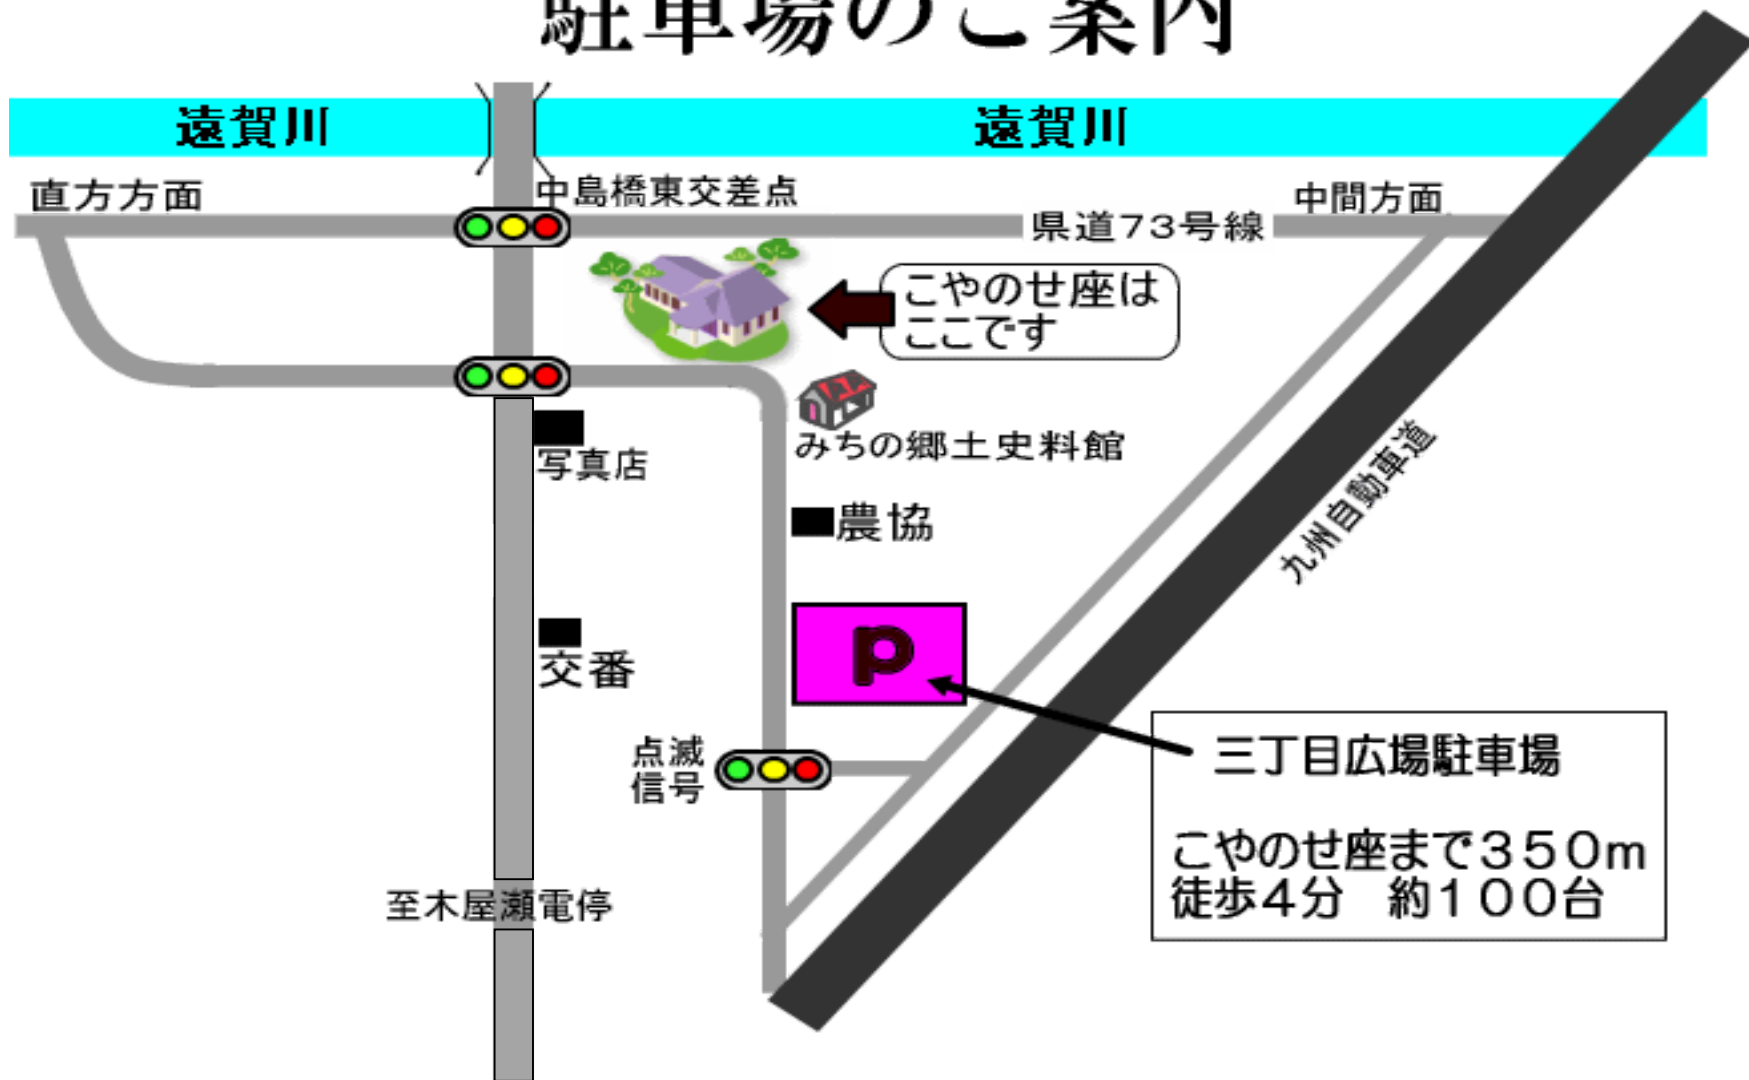 駐車場のご案内
遠賀川
遠賀川
直方方面
中島橋東交差点
中間方面
県道73号線
こやのせ座は
ここです
みちの郷土史料館
写真店
農協
九州自動車道
P
交番
点滅
信号
三丁目広場駐車場
こやのせ座まで350m
徒歩4分 約100台
至木屋瀬電停